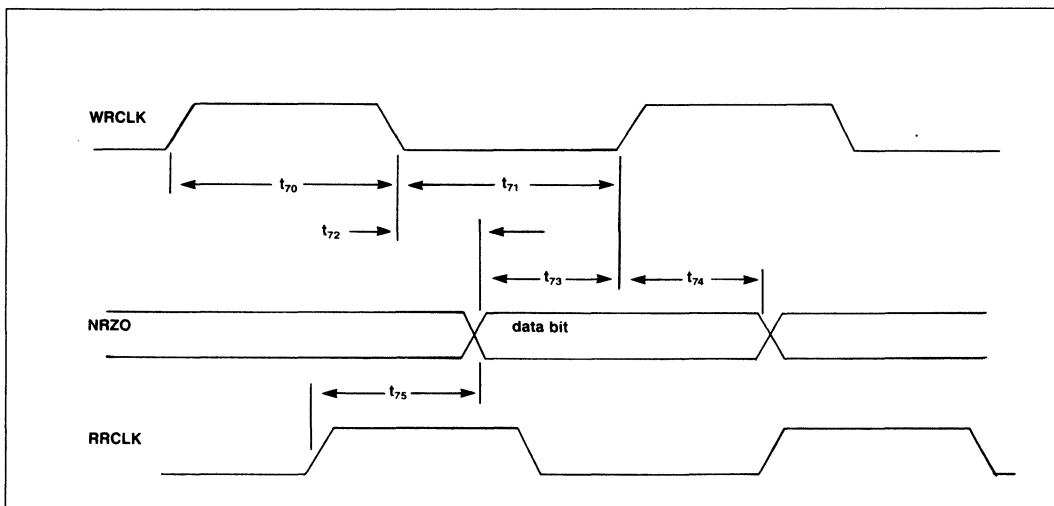 WRCLK
t70
t71
t72
t73
t74
NRZO
data bit
t75
RRCLK